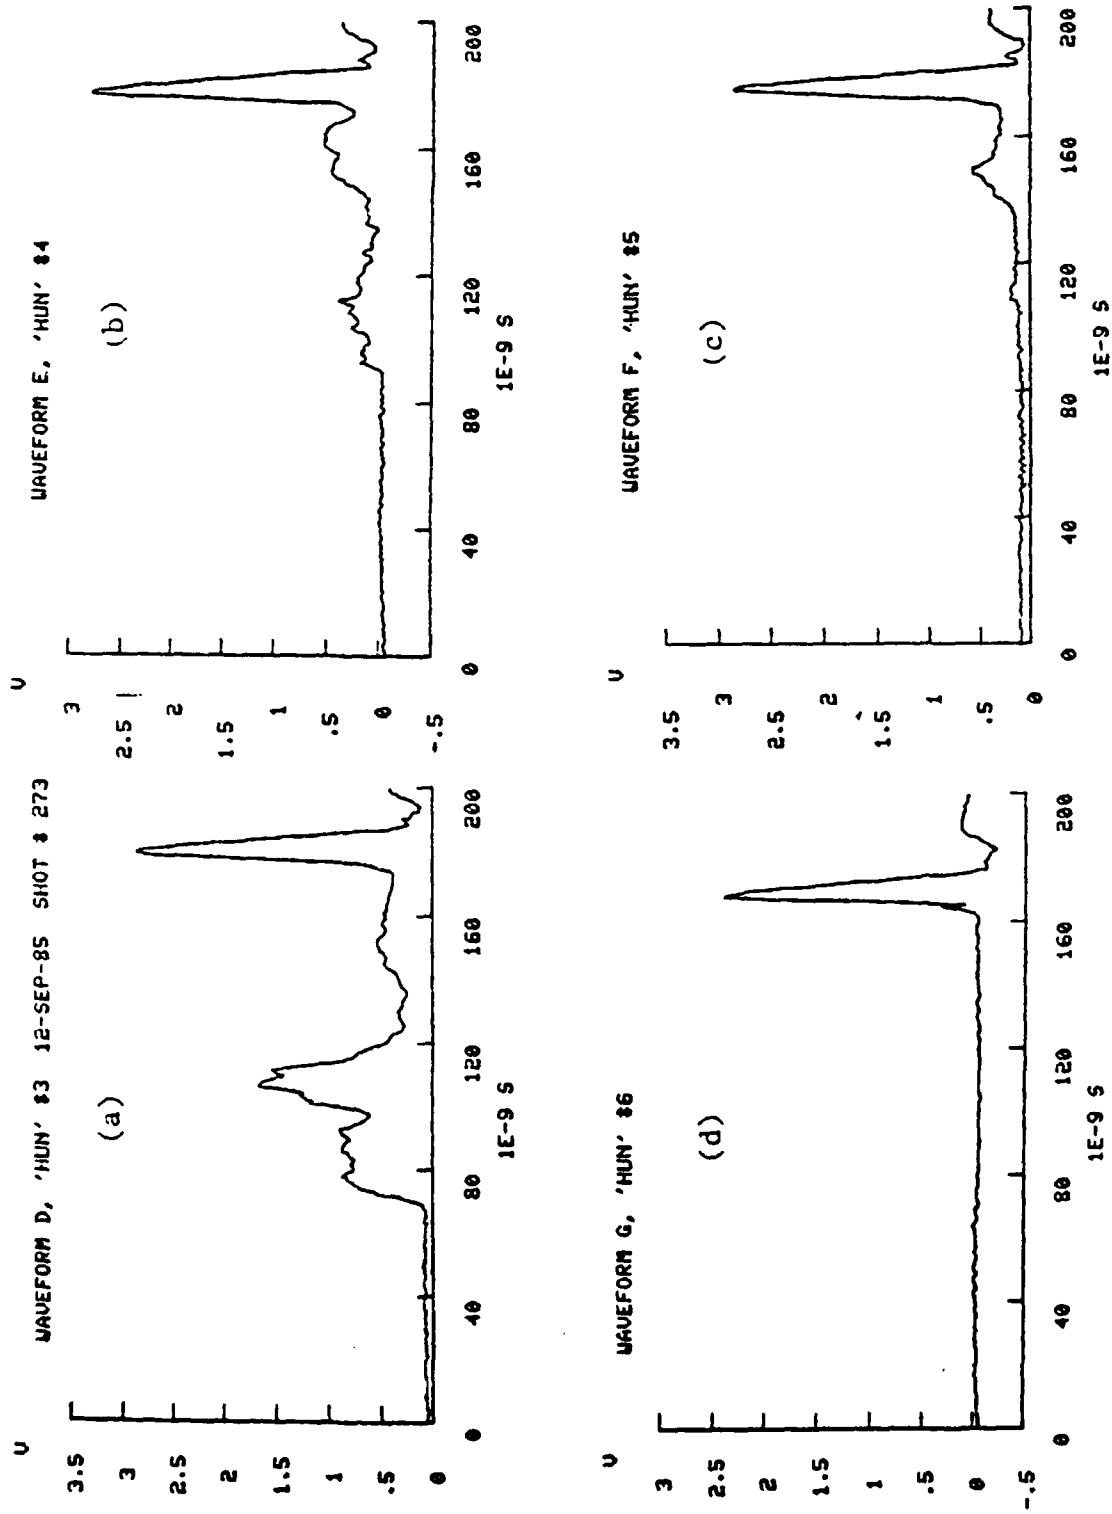 WAVEFORM D, 'HUN' #3 12-SEP-85 SHOT # 273
V
3.5
3
2.5
2
1.5
1
.5
0
(a)
0 40 80 120 160 200
1E-9 S
WAVEFORM E, 'HUN' #4
V
3
2.5
2
1.5
1
.5
0
-.5
(b)
0 40 80 120 160 200
1E-9 S
WAVEFORM G, 'HUN' #6
V
3
2.5
2
1.5
1
.5
0
-.5
(d)
0 40 80 120 160 200
1E-9 S
WAVEFORM F, 'HUN' #5
V
3.5
3
2.5
2
1.5
1
.5
0
(c)
0 40 80 120 160 200
1E-9 S